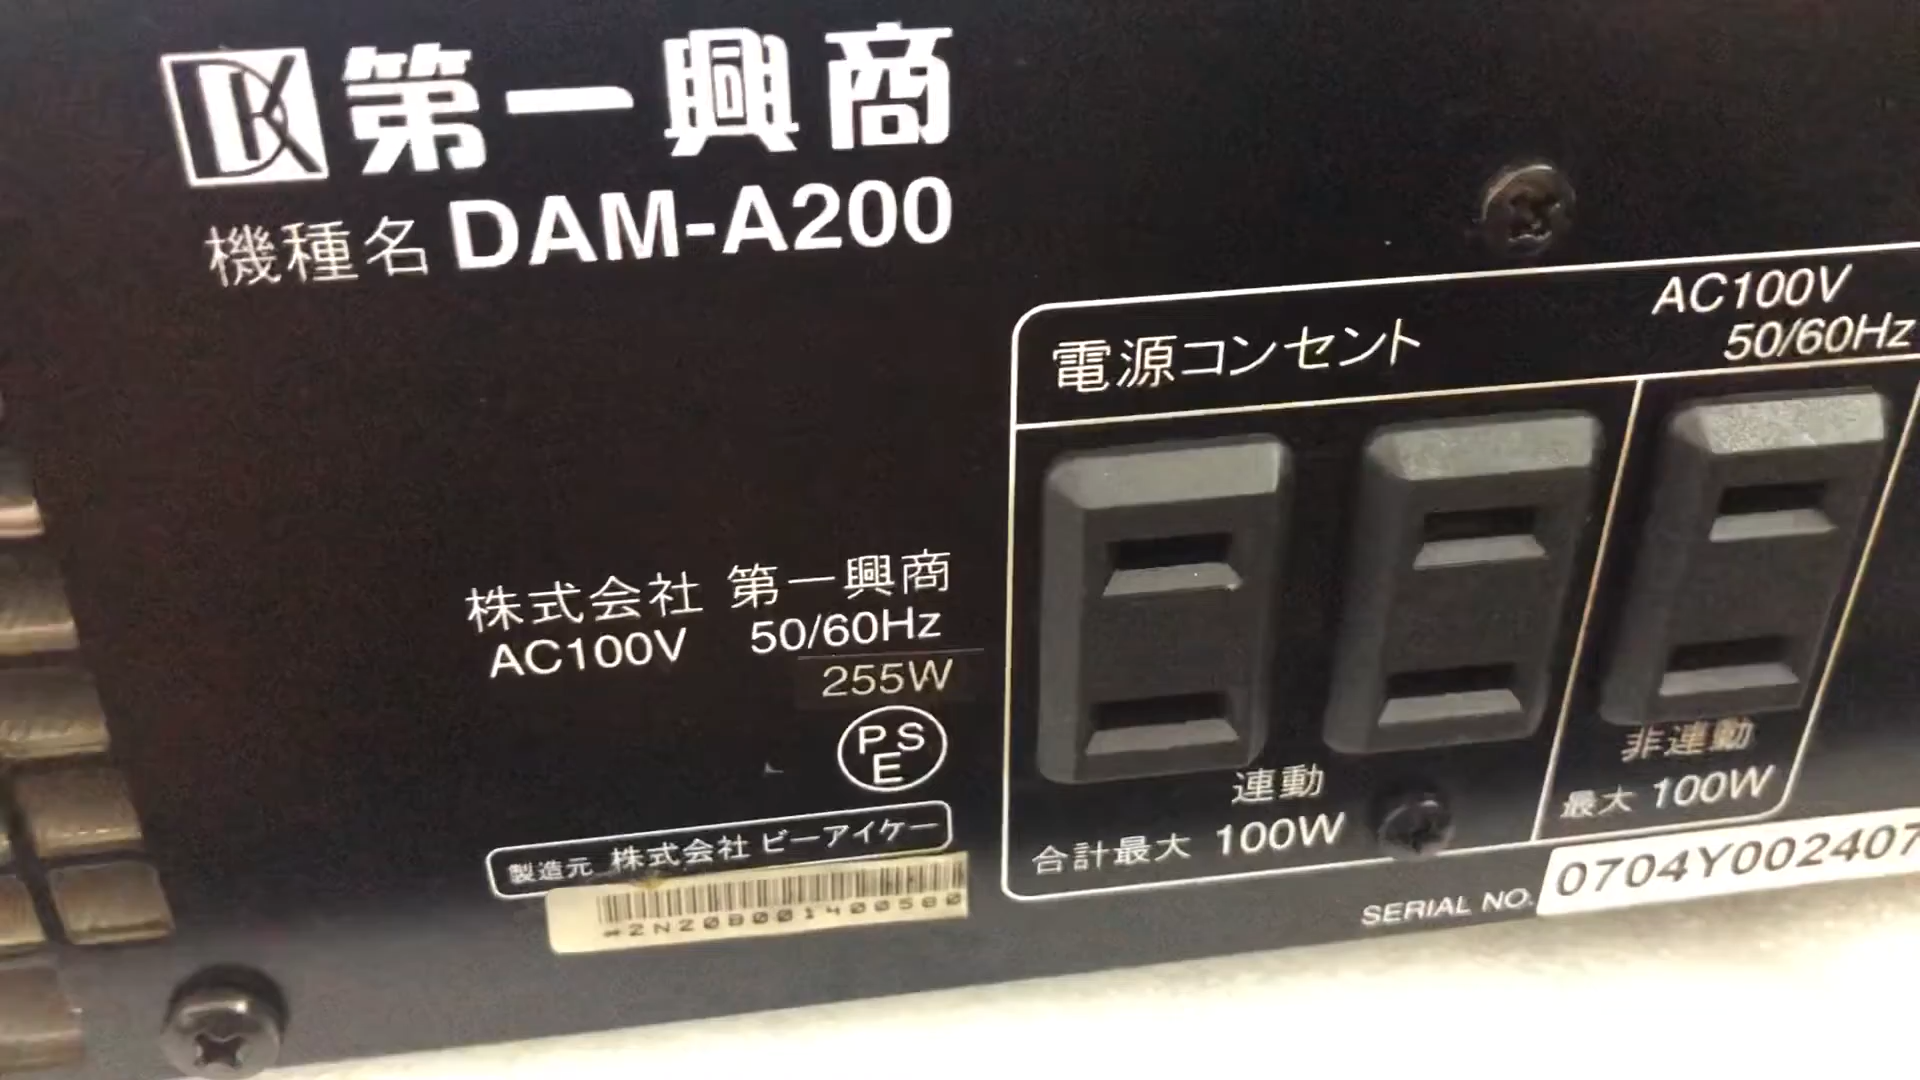 DK 第一興商
機種名 DAM-A200
株式会社 第一興商
AC100V 50/60Hz
255W
PSE
製造元 株式会社 ビーアイケー
電源コンセント
AC100V
50/60Hz
連動
合計最大 100W
非連動
最大 100W
SERIAL NO. 0704Y002407